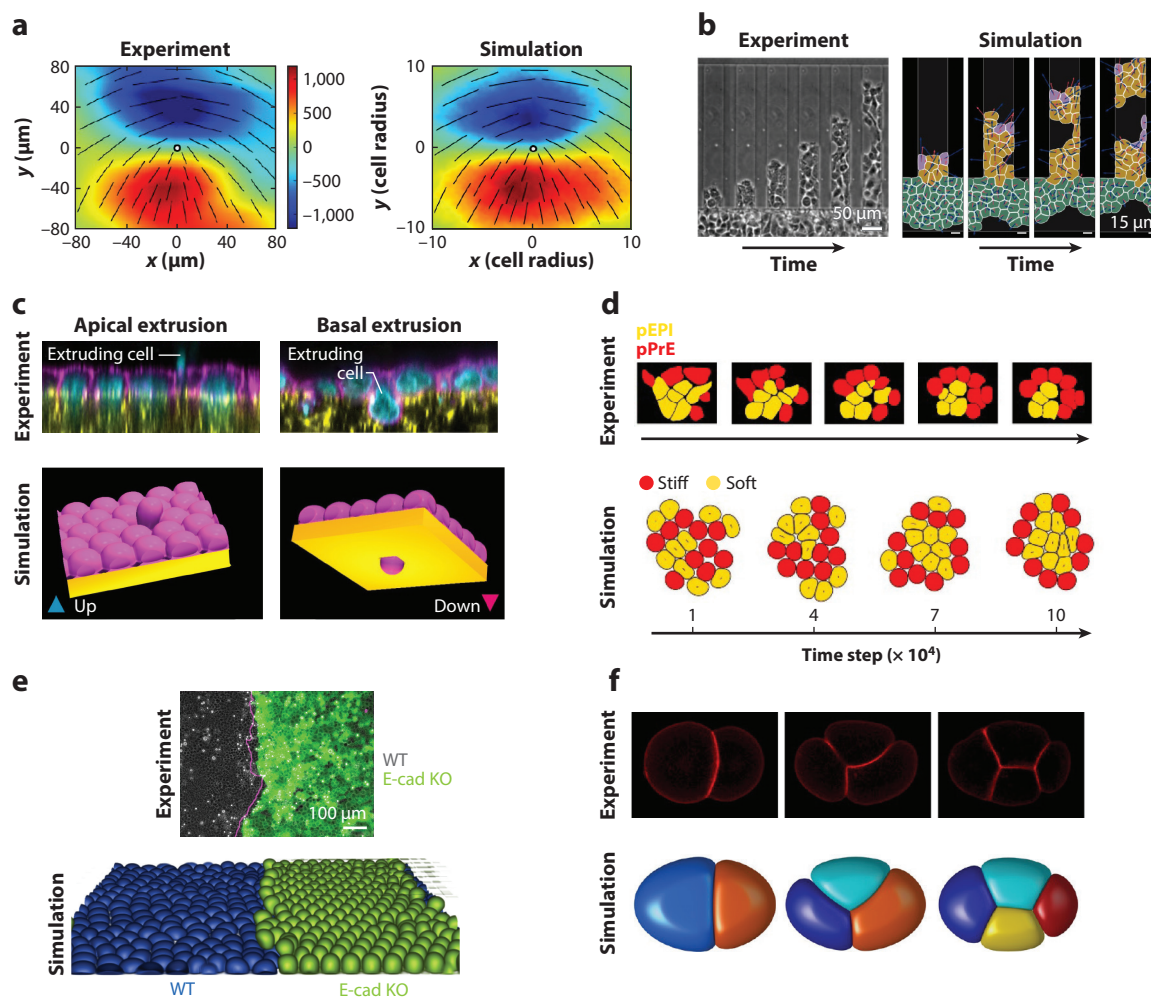 a
Experiment
Simulation
80
40
0
−40
−80
y (μm)
−80
−40
0
40
80
x (μm)
1,000
500
0
−500
−1,000
10
0
−10
y (cell radius)
−10
0
10
x (cell radius)
b
Experiment
Simulation
50 μm
15 μm
Time
Time
c
Apical extrusion
Basal extrusion
Experiment
Extruding cell
Extruding
cell
Simulation
Up
Down
d
pEPI
pPrE
Experiment
Stiff
Soft
Simulation
1
4
7
10
Time step (× 10⁴)
e
Experiment
WT
E-cad KO
100 μm
Simulation
WT
E-cad KO
f
Experiment
Simulation